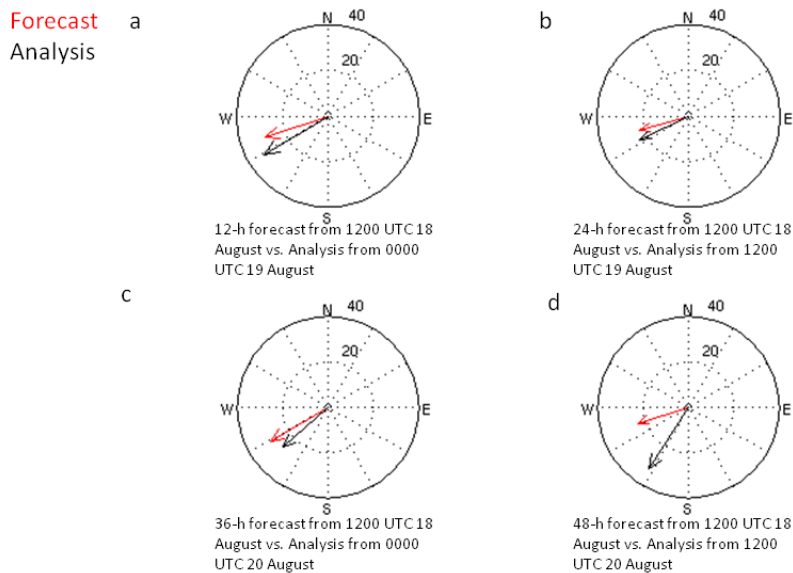 Forecast
Analysis
a
N
40
20
W
E
S
12-h forecast from 1200 UTC 18
August vs. Analysis from 0000
UTC 19 August
b
N
40
20
W
E
S
24-h forecast from 1200 UTC 18
August vs. Analysis from 1200
UTC 19 August
c
N
40
20
W
E
S
36-h forecast from 1200 UTC 18
August vs. Analysis from 0000
UTC 20 August
d
N
40
20
W
E
S
48-h forecast from 1200 UTC 18
August vs. Analysis from 1200
UTC 20 August